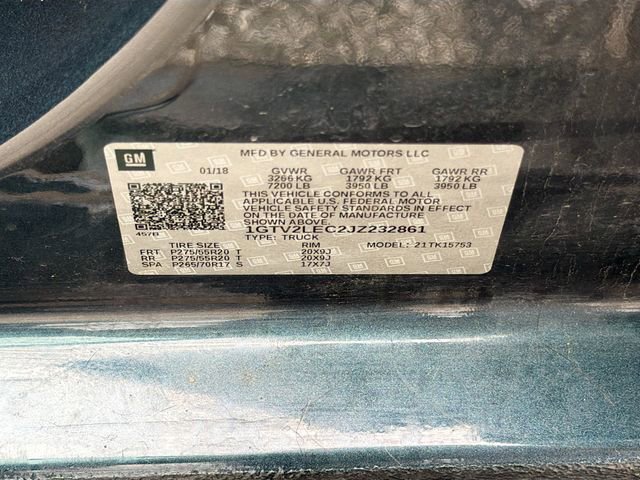 GM
MFD BY GENERAL MOTORS LLC
01/18 GVWR GAWR FRT GAWR RR
3266 KG 1792 KG 1792 KG
7200 LB 3950 LB 3950 LB
THIS VEHICLE CONFORMS TO ALL
APPLICABLE U.S. FEDERAL MOTOR
VEHICLE SAFETY STANDARDS IN EFFECT
ON THE DATE OF MANUFACTURE SHOWN ABOVE.
457B 1GTV2LEC2JZ232861
TYPE: TRUCK MODEL: 21TK15753
TIRE SIZE RIM
FRT P275/55R20 T 20X9J
RR P275/55R20 T 20X9J
SPA P265/70R17 S 17X7J